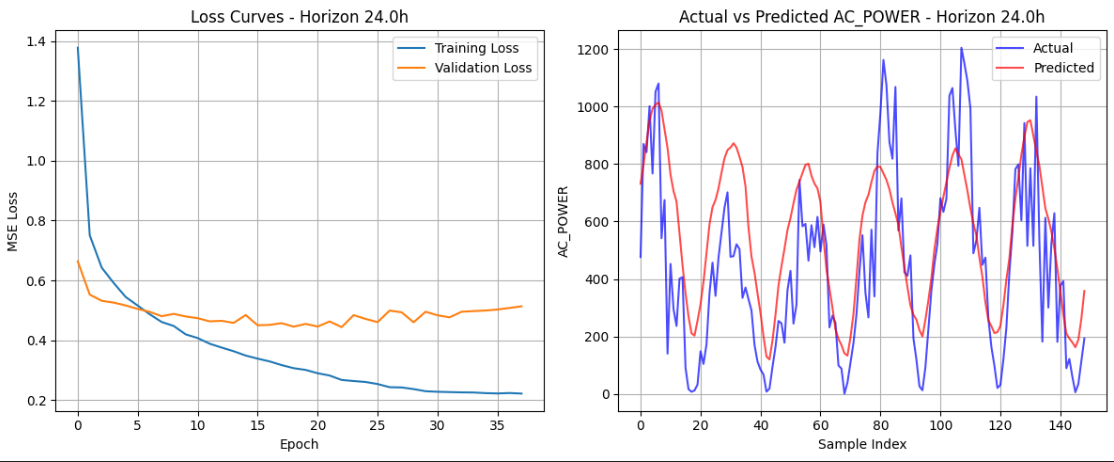 Loss Curves - Horizon 24.0h
Training Loss
Validation Loss
MSE Loss
1.4
1.2
1.0
0.8
0.6
0.4
0.2
0 5 10 15 20 25 30 35
Epoch
Actual vs Predicted AC_POWER - Horizon 24.0h
Actual
Predicted
AC_POWER
1200
1000
800
600
400
200
0
0 20 40 60 80 100 120 140
Sample Index